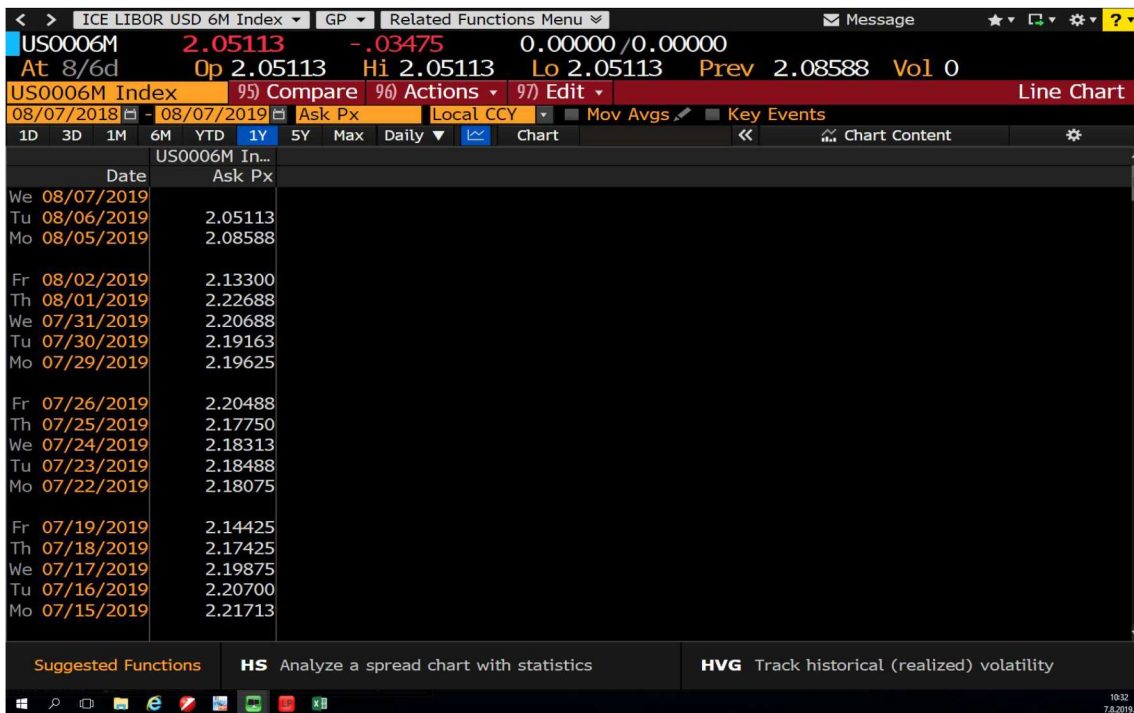 < > ICE LIBOR USD 6M Index ▾ GP ▾ Related Functions Menu Message ?
US0006M 2.05113 -.03475 0.00000/0.00000
At 8/6d Op 2.05113 Hi 2.05113 Lo 2.05113 Prev 2.08588 Vol 0
US0006M Index 95) Compare 96) Actions ▾ 97) Edit ▾ Line Chart
08/07/2018 - 08/07/2019 Ask Px Local CCY Mov Avgs Key Events
1D 3D 1M 6M YTD 1Y 5Y Max Daily ▼ Chart « Chart Content
US0006M In...
Date Ask Px
We 08/07/2019
Tu 08/06/2019 2.05113
Mo 08/05/2019 2.08588
Fr 08/02/2019 2.13300
Th 08/01/2019 2.22688
We 07/31/2019 2.20688
Tu 07/30/2019 2.19163
Mo 07/29/2019 2.19625
Fr 07/26/2019 2.20488
Th 07/25/2019 2.17750
We 07/24/2019 2.18313
Tu 07/23/2019 2.18488
Mo 07/22/2019 2.18075
Fr 07/19/2019 2.14425
Th 07/18/2019 2.17425
We 07/17/2019 2.19875
Tu 07/16/2019 2.20700
Mo 07/15/2019 2.21713
Suggested Functions HS Analyze a spread chart with statistics HVG Track historical (realized) volatility
10:32
7.8.2019.